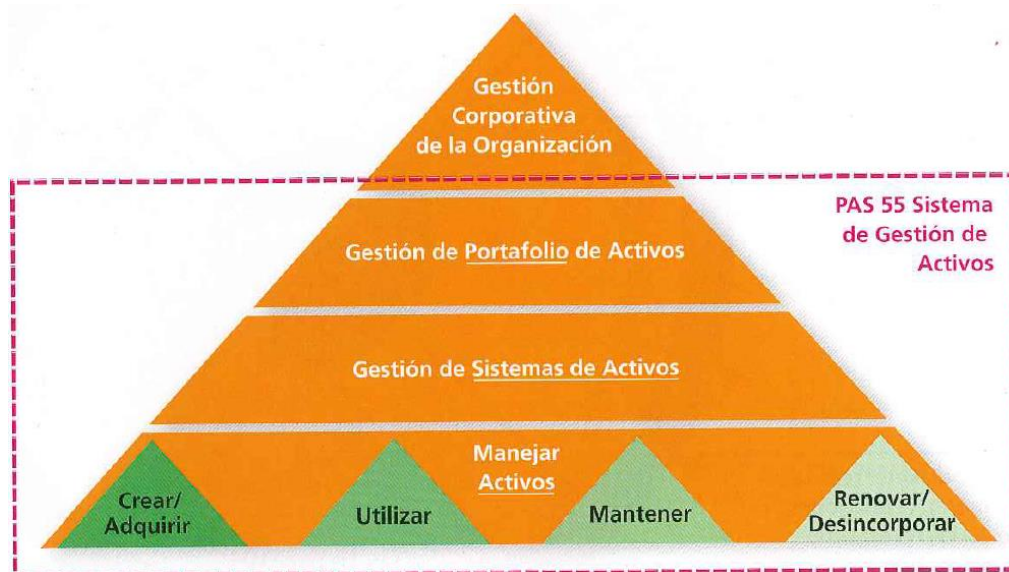 Gestión
Corporativa
de la Organización
PAS 55 Sistema
de Gestión de
Activos
Gestión de Portafolio de Activos
Gestión de Sistemas de Activos
Manejar
Activos
Crear/
Adquirir
Utilizar
Mantener
Renovar/
Desincorporar